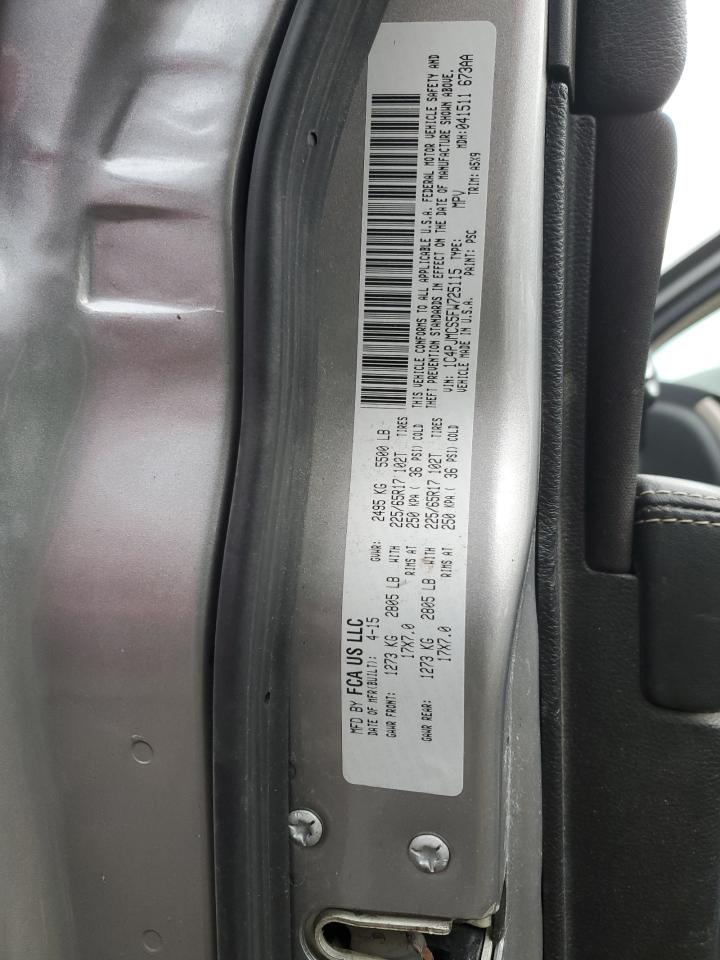 MFD BY FCA US LLC
DATE OF MFR(BUILT): 4-15 GVWR: 2495 KG 5500 LB
GAWR FRONT: 1273 KG 2805 LB WITH 225/65R17 102T TIRES
17X7.0 RIMS AT 250 KPA ( 36 PSI) COLD
GAWR REAR: 1273 KG 2805 LB WITH 225/65R17 102T TIRES
17X7.0 RIMS AT 250 KPA ( 36 PSI) COLD
THIS VEHICLE CONFORMS TO ALL APPLICABLE U.S.A. FEDERAL MOTOR VEHICLE SAFETY AND
THEFT PREVENTION STANDARDS IN EFFECT ON THE DATE OF MANUFACTURE SHOWN ABOVE.
VIN: 1C4PJMCS5FW725115 TYPE: MPV MDH:041511 673AA
VEHICLE MADE IN U.S.A. PAINT: PSC TRIM: A5X9